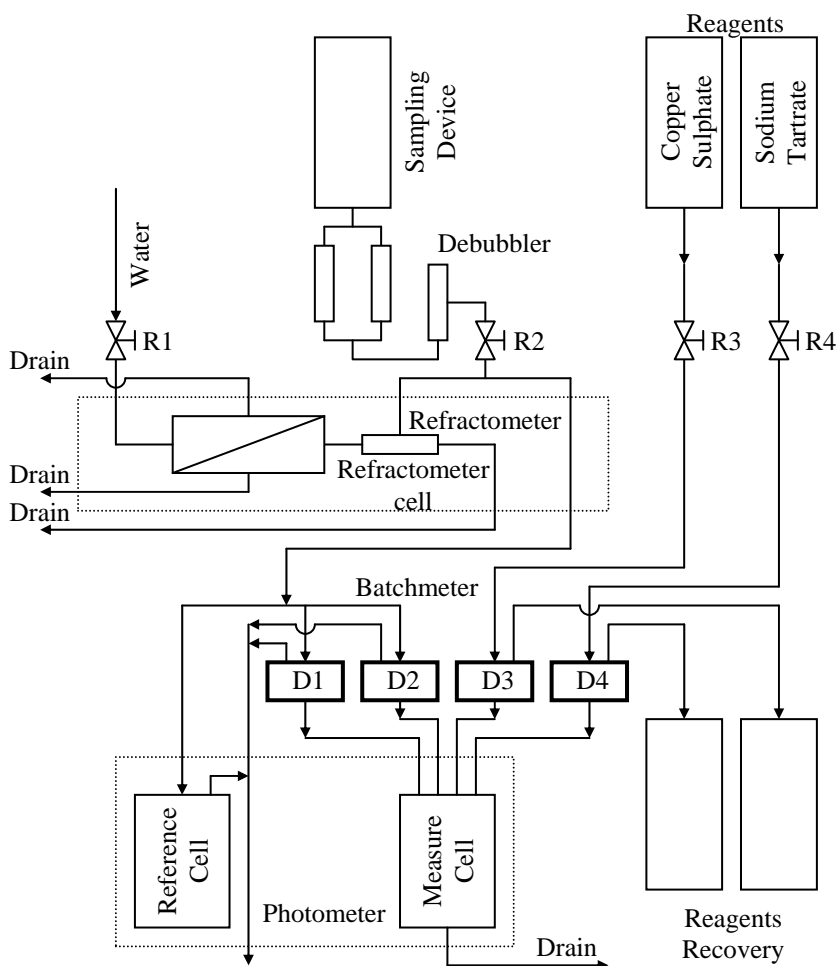 Reagents
Sampling
Device
Copper
Sulphate
Sodium
Tartrate
Water
Debubbler
R1
R2
R3
R4
Drain
Refractometer
Refractometer
cell
Drain
Drain
Batchmeter
D1
D2
D3
D4
Reference
Cell
Measure
Cell
Photometer
Drain
Reagents
Recovery